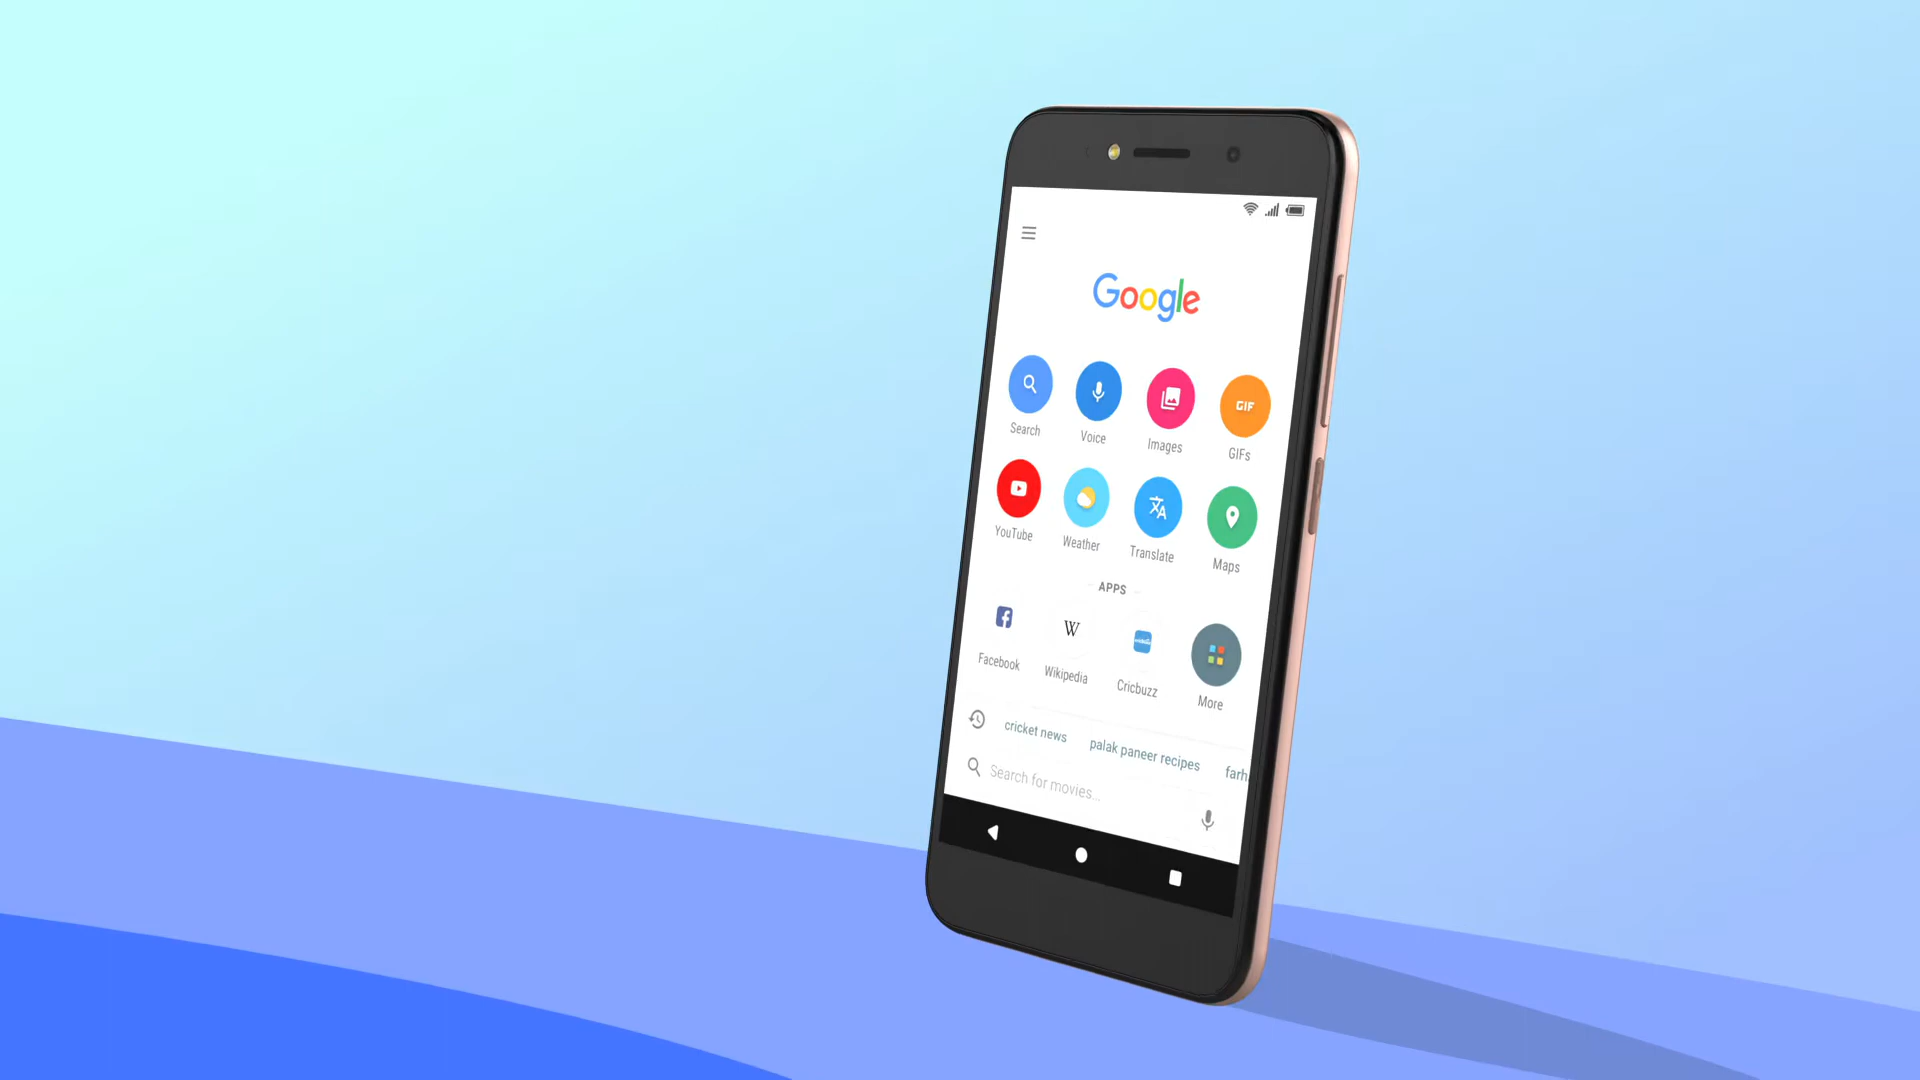 Google
Search Voice Images GIF GIFs
YouTube Weather Translate Maps
APPS
Facebook W Wikipedia Cricbuzz More
cricket news palak paneer recipes farh
Search for movies...